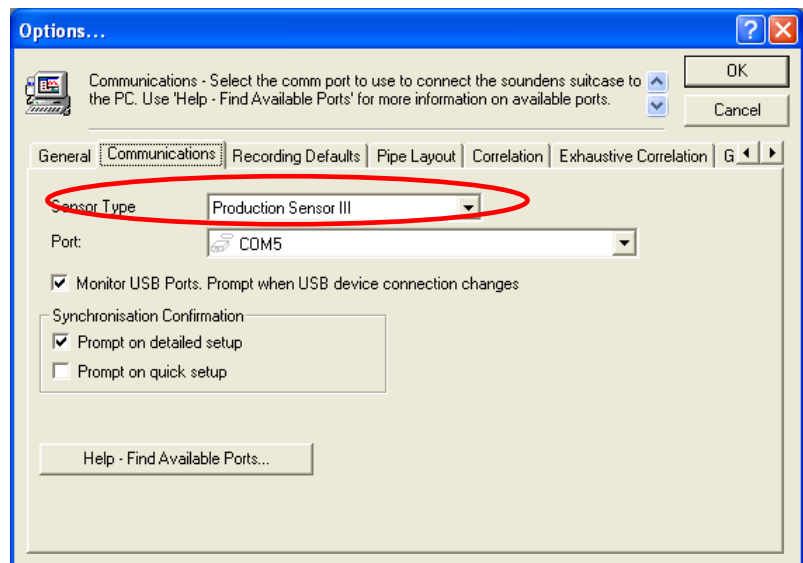 Options...
Communications - Select the comm port to use to connect the soundens suitcase to
the PC. Use 'Help - Find Available Ports' for more information on available ports.
OK
Cancel
General Communications Recording Defaults Pipe Layout Correlation Exhaustive Correlation G
Sensor Type Production Sensor III
Port: COM5
Monitor USB Ports. Prompt when USB device connection changes
Synchronisation Confirmation
Prompt on detailed setup
Prompt on quick setup
Help - Find Available Ports...